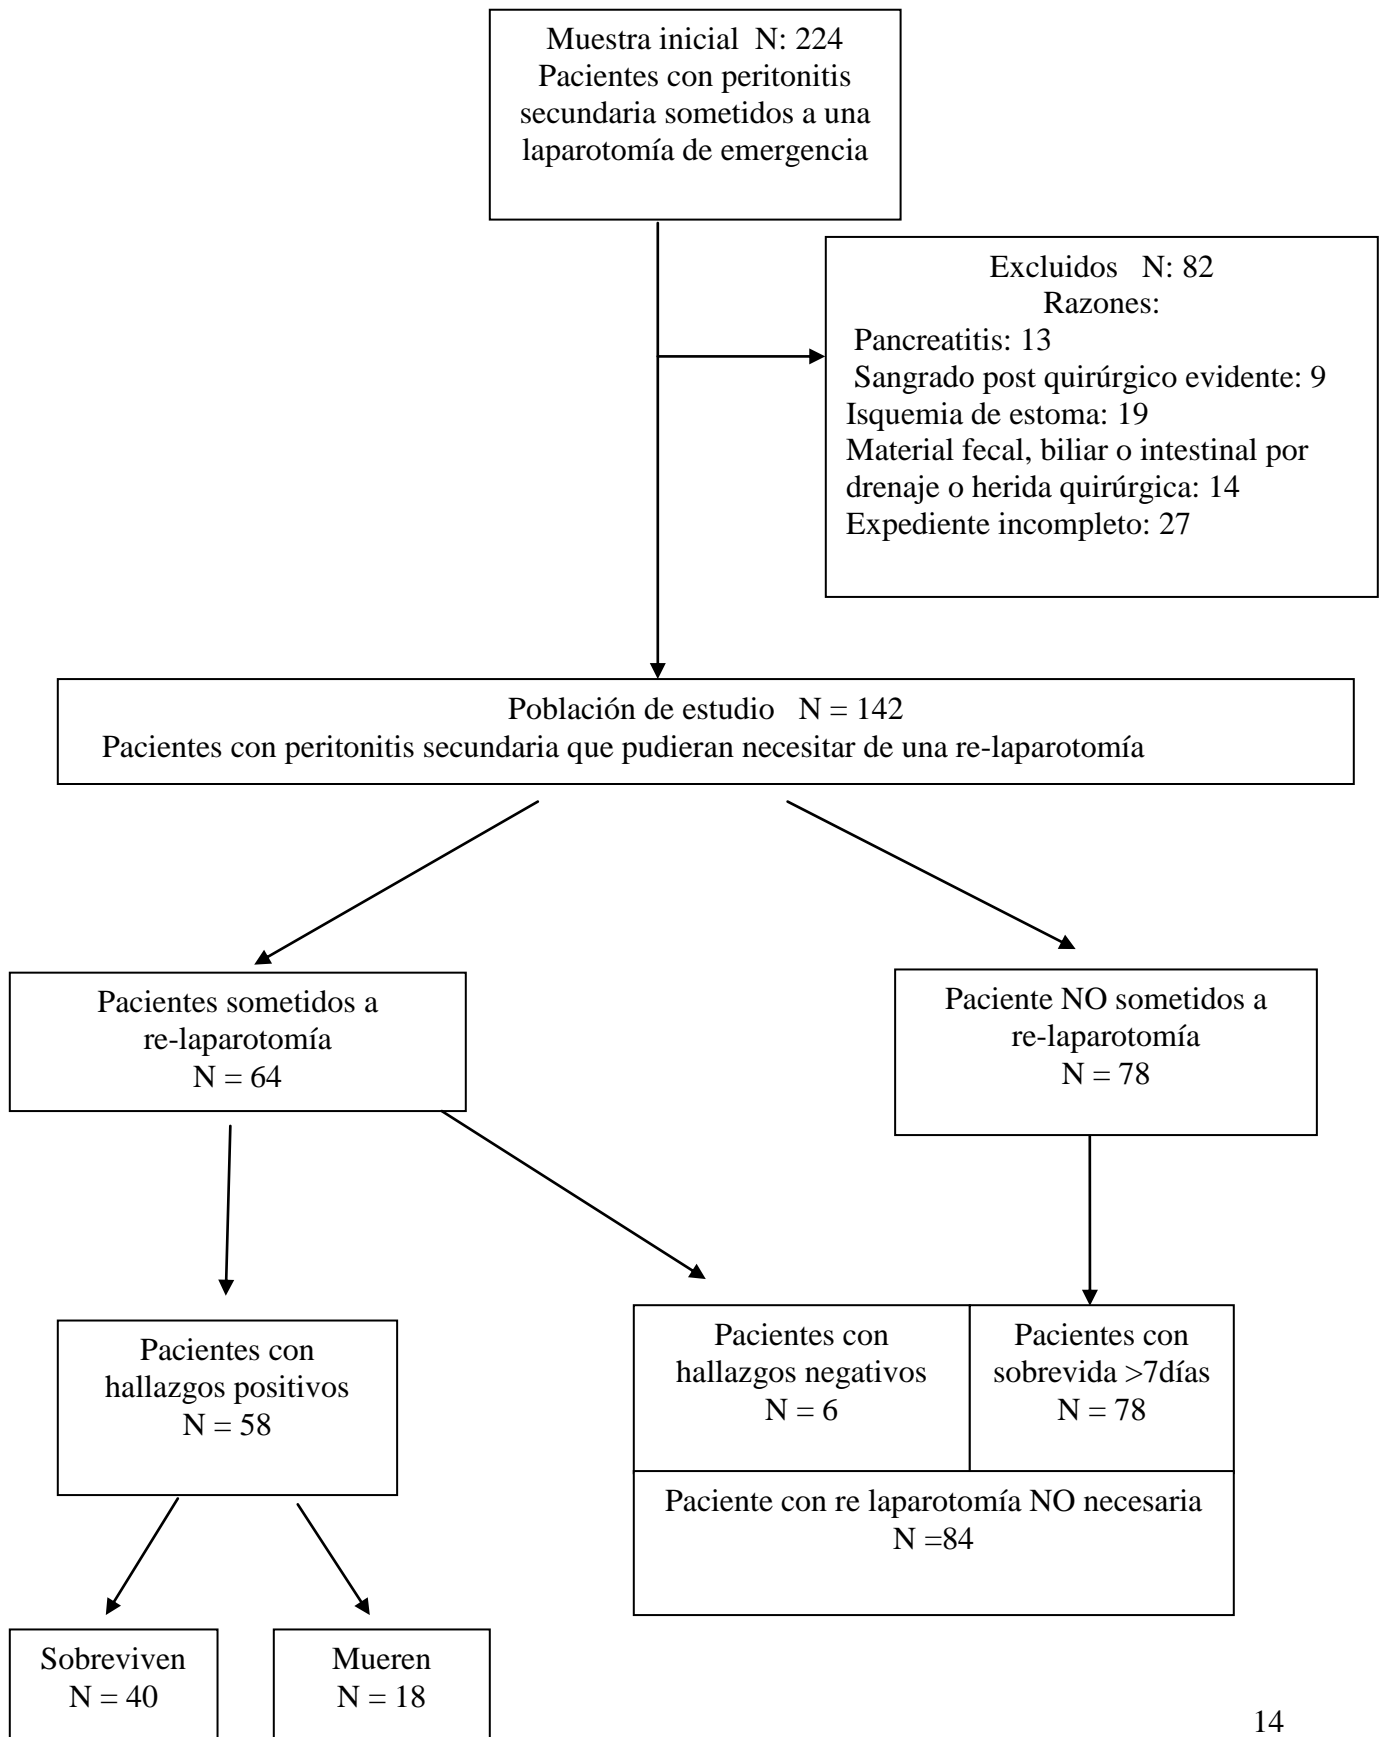 Muestra inicial N: 224
Pacientes con peritonitis
secundaria sometidos a una
laparotomía de emergencia
Excluidos N: 82
Razones:
Pancreatitis: 13
Sangrado post quirúrgico evidente: 9
Isquemia de estoma: 19
Material fecal, biliar o intestinal por
drenaje o herida quirúrgica: 14
Expediente incompleto: 27
Población de estudio N = 142
Pacientes con peritonitis secundaria que pudieran necesitar de una re-laparotomía
Pacientes sometidos a
re-laparotomía
N = 64
Paciente NO sometidos a
re-laparotomía
N = 78
Pacientes con
hallazgos positivos
N = 58
Pacientes con
hallazgos negativos
N = 6
Pacientes con
sobrevida >7días
N = 78
Paciente con re laparotomía NO necesaria
N =84
Sobreviven
N = 40
Mueren
N = 18
14